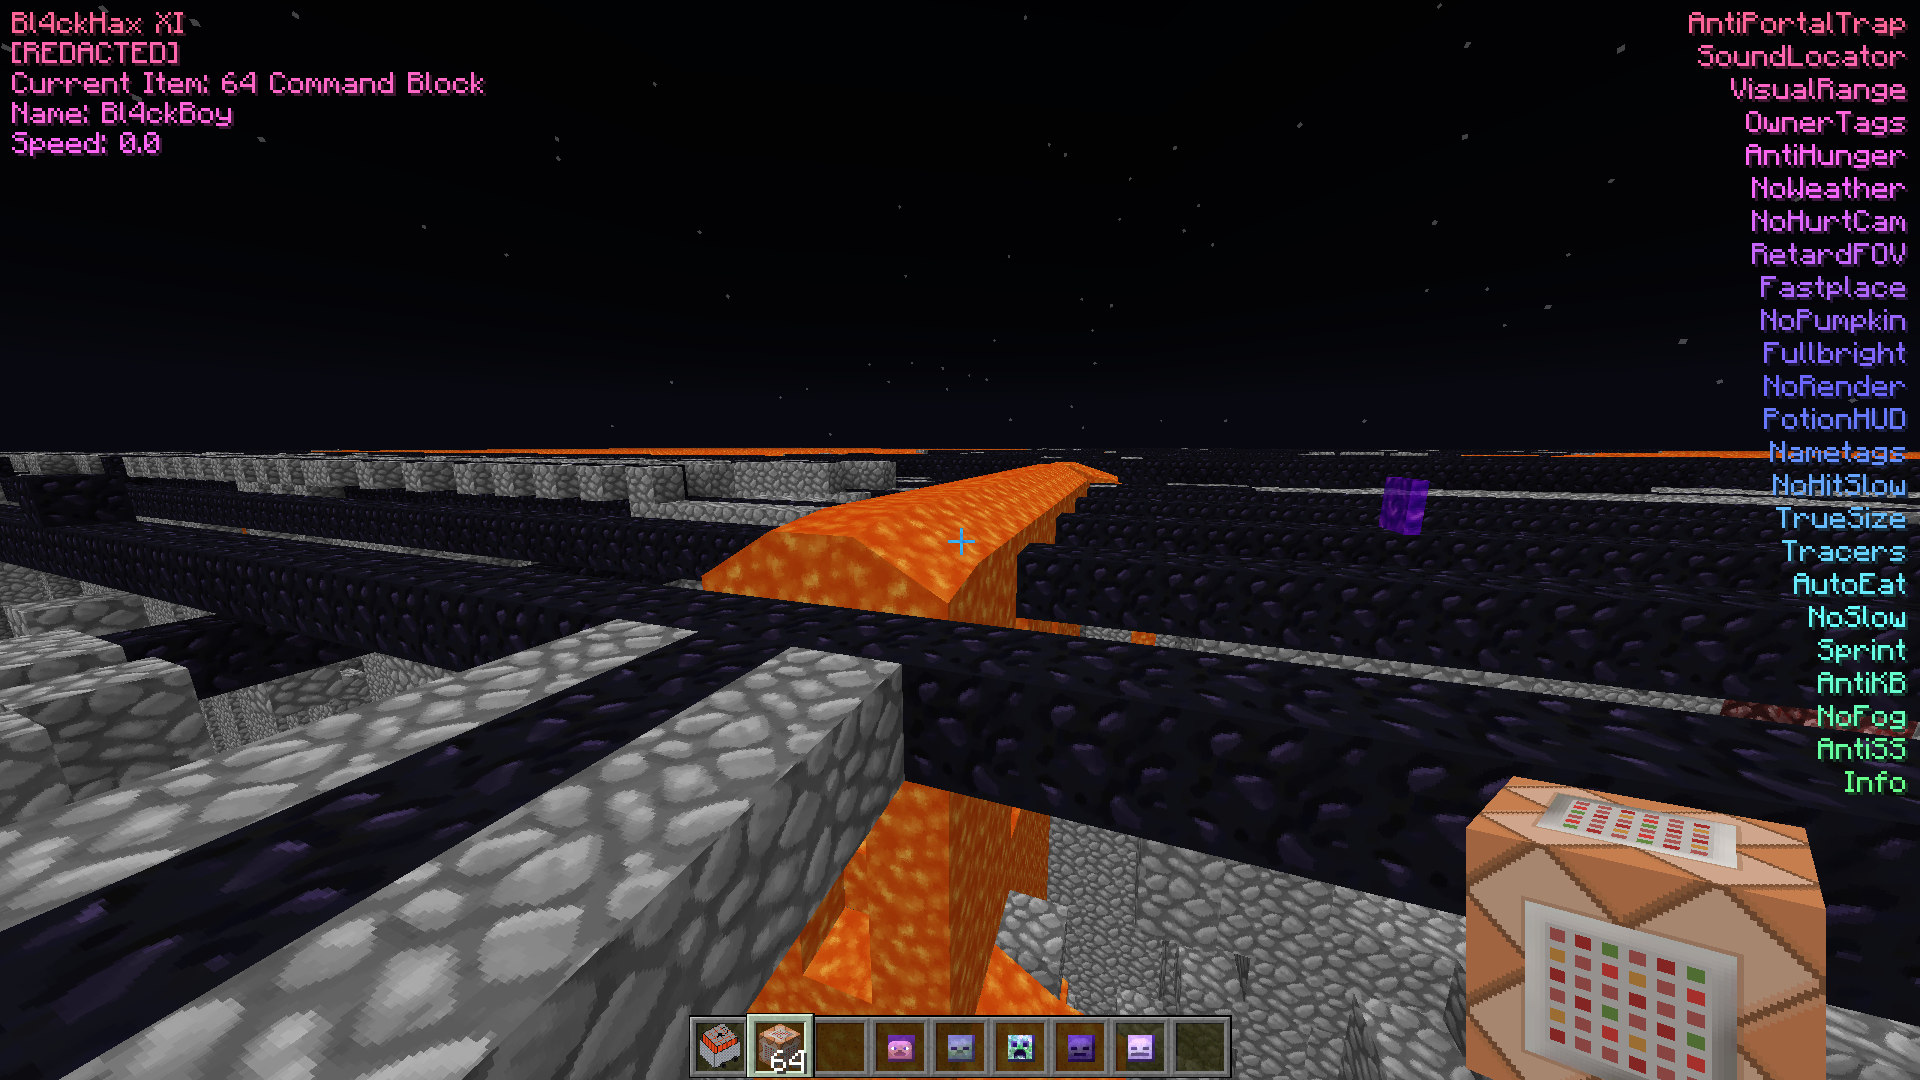 Bl4ckHax XI
[REDACTED]
Current Item: 64 Command Block
Name: Bl4ckBoy
Speed: 0.0
AntiPortalTrap
SoundLocator
VisualRange
OwnerTags
AntiHunger
NoWeather
NoHurtCam
RetardFOV
Fastplace
NoPumpkin
Fullbright
NoRender
PotionHUD
Nametags
NoHitSlow
TrueSize
Tracers
AutoEat
NoSlow
Sprint
AntiKB
NoFog
AntiSS
Info
64